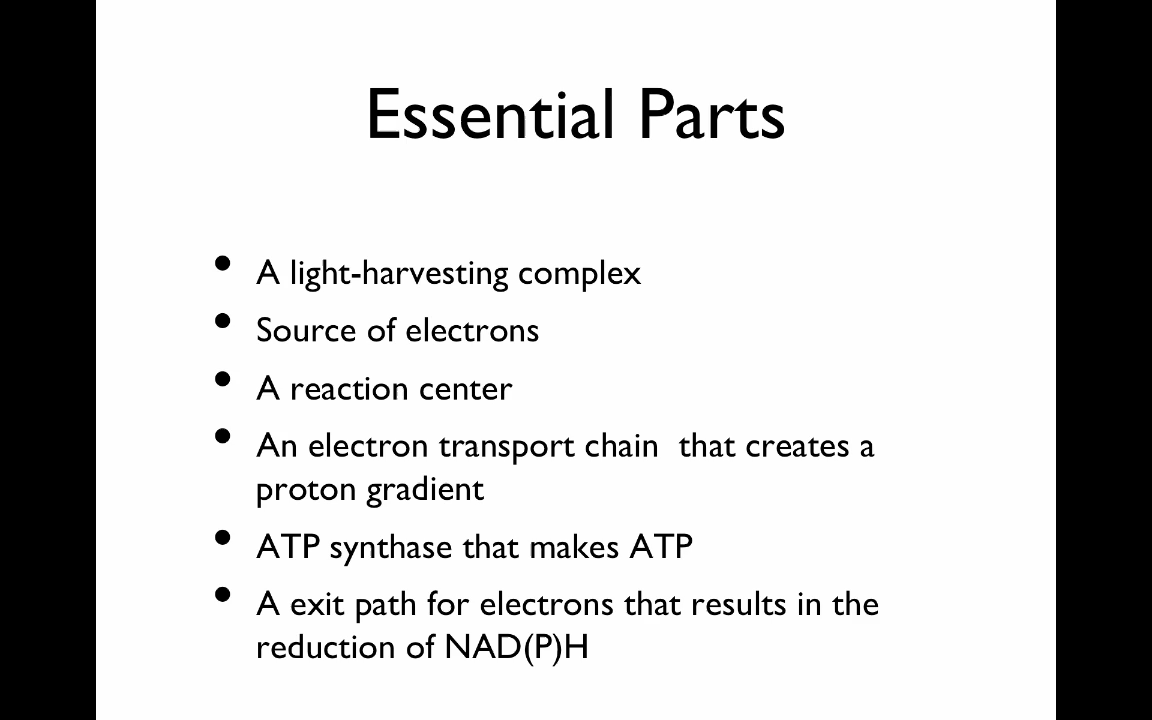 Essential Parts
• A light-harvesting complex
• Source of electrons
• A reaction center
• An electron transport chain  that creates a
proton gradient
• ATP synthase that makes ATP
• A exit path for electrons that results in the
reduction of NAD(P)H